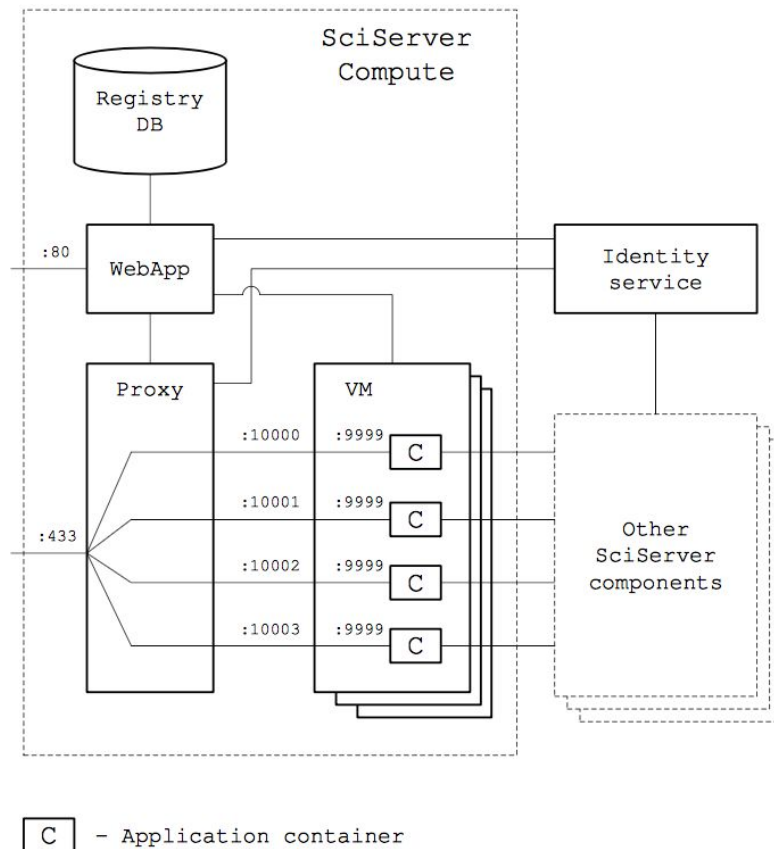 SciServer
Compute
Registry
DB
:80
WebApp
Identity
service
Proxy
VM
:10000
:9999
C
:10001
:9999
C
:433
Other
SciServer
components
:10002
:9999
C
:10003
:9999
C
C - Application container